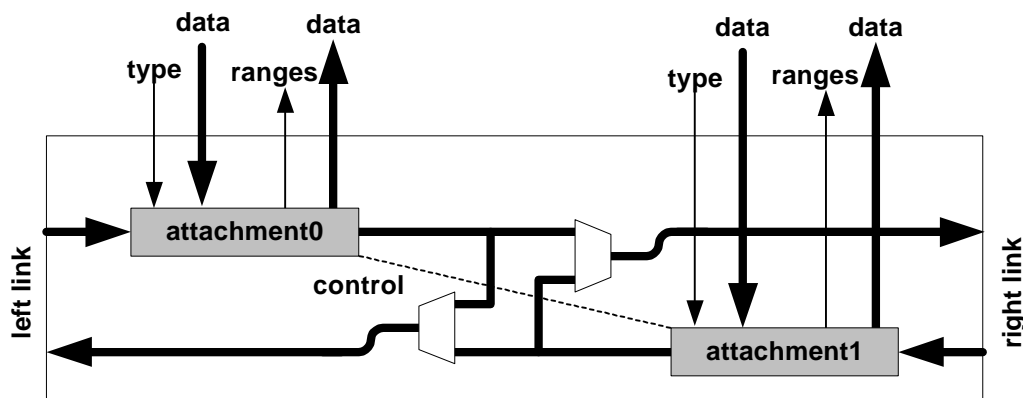 data
data
type
ranges
data
data
type
ranges
attachment0
control
attachment1
left link
right link